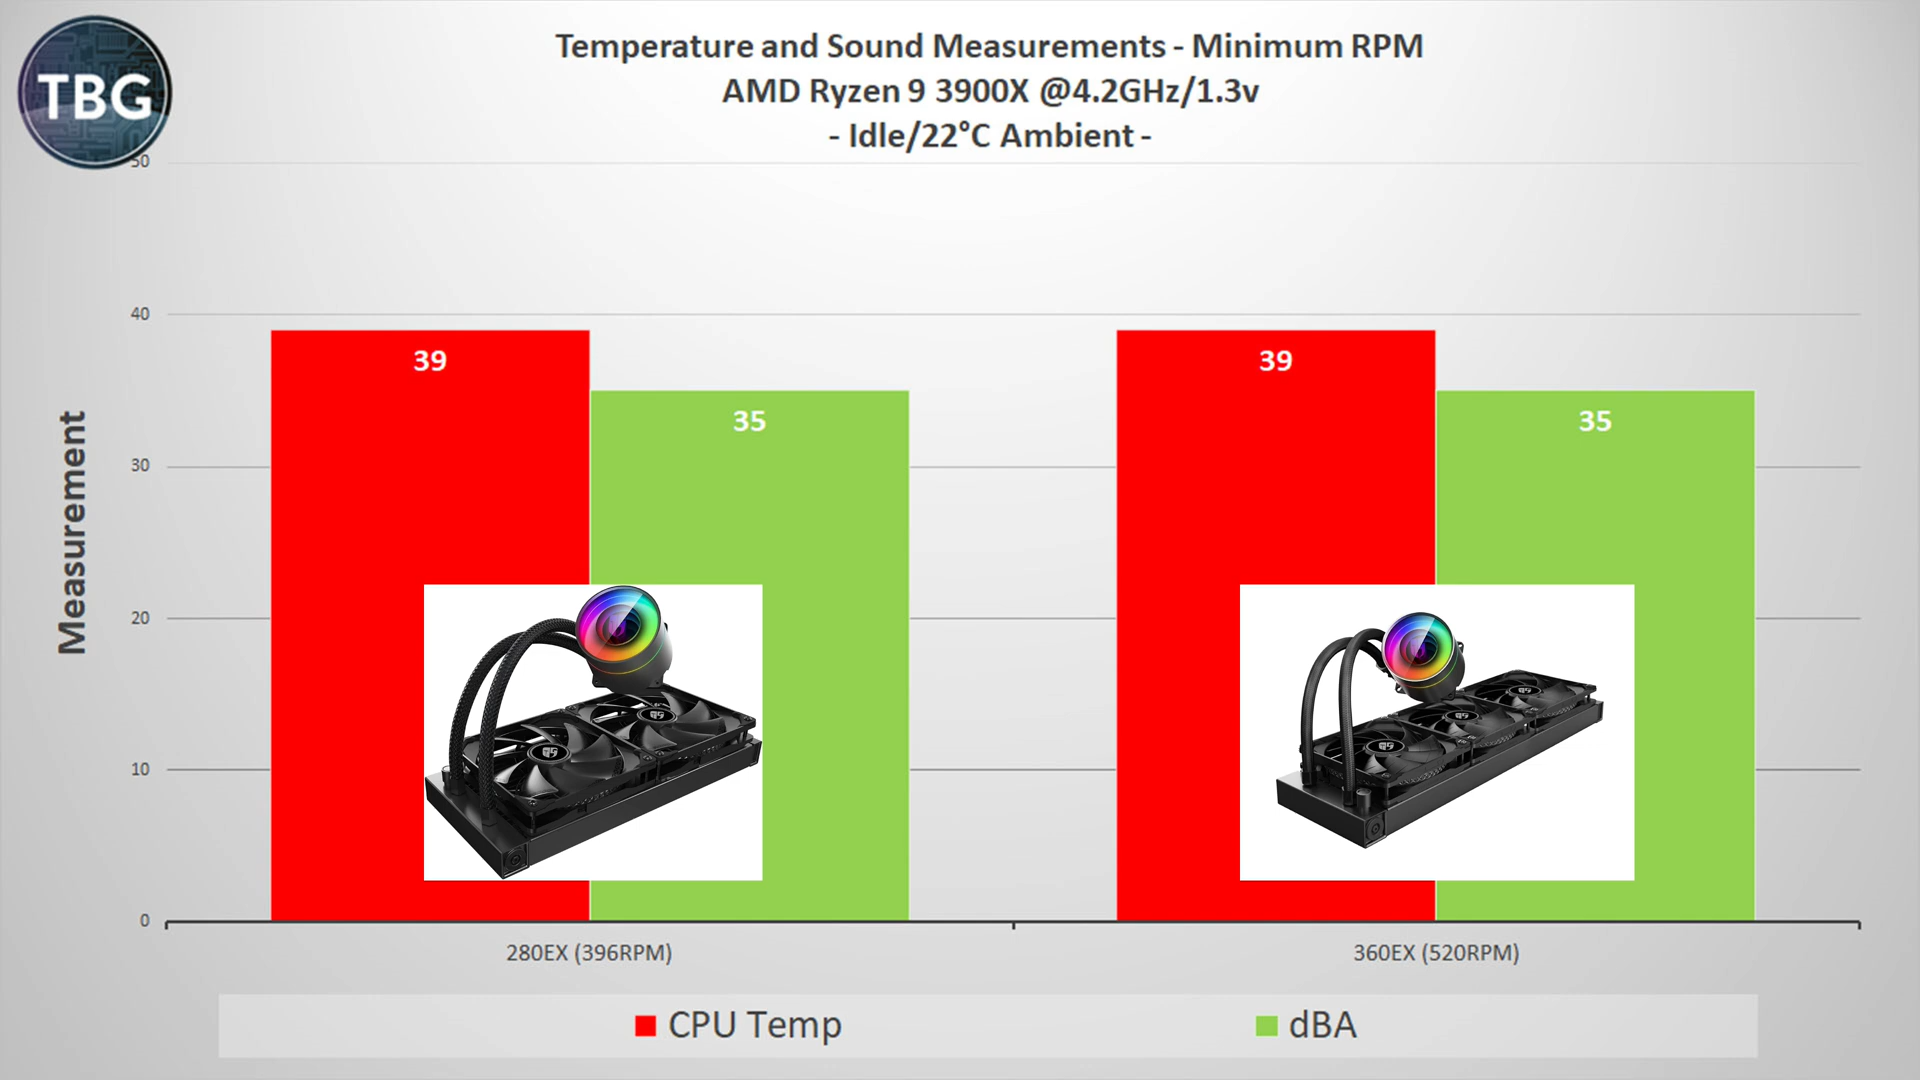 TBG
Temperature and Sound Measurements - Minimum RPM
AMD Ryzen 9 3900X @4.2GHz/1.3v
- Idle/22°C Ambient -
50
40
30
20
10
0
Measurement
39
35
39
35
280EX (396RPM)
360EX (520RPM)
CPU Temp
dBA